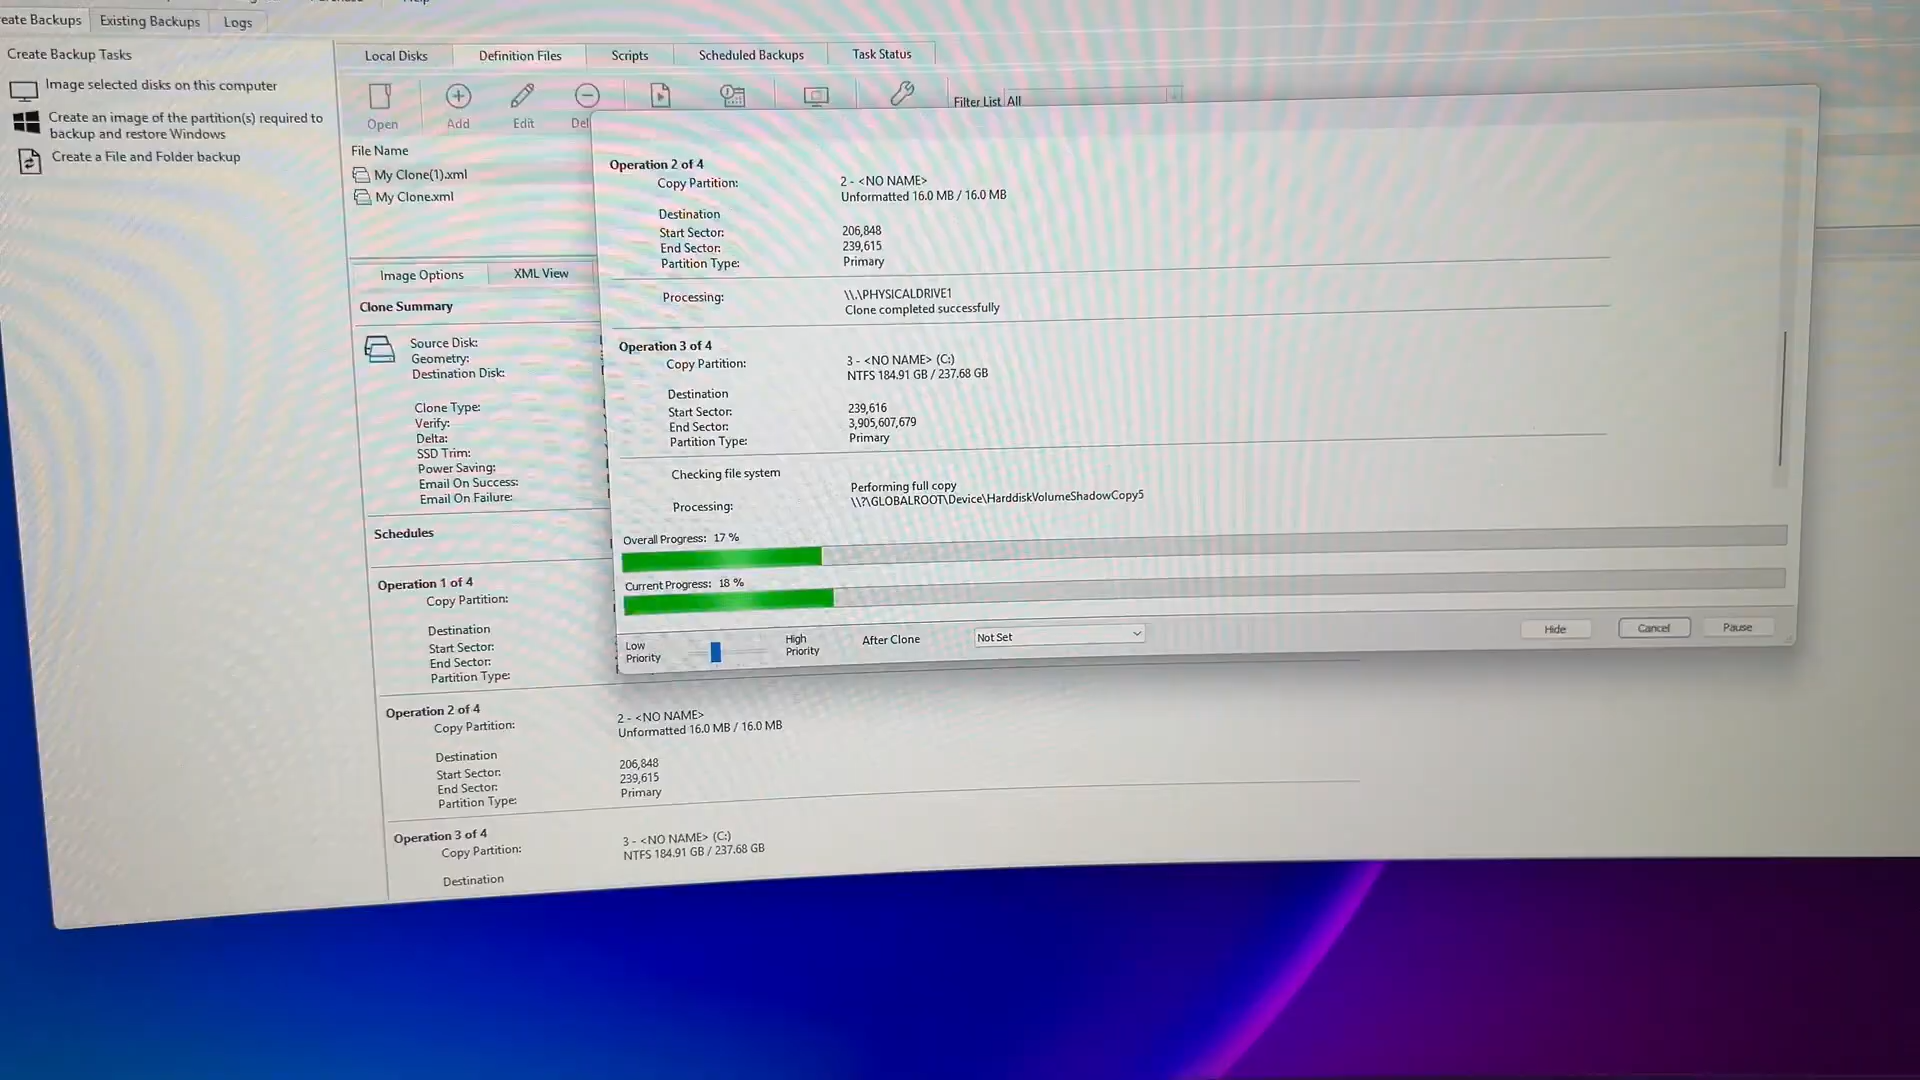 eate Backups
Existing Backups
Logs
Create Backup Tasks
Image selected disks on this computer
Create an image of the partition(s) required to
backup and restore Windows
Create a File and Folder backup
Local Disks
Definition Files
Scripts
Scheduled Backups
Task Status
Open
Add
Edit
Del
Filter List All
File Name
My Clone(1).xml
My Clone.xml
Image Options
XML View
Clone Summary
Source Disk:
Geometry:
Destination Disk:
Clone Type:
Verify:
Delta:
SSD Trim:
Power Saving:
Email On Success:
Email On Failure:
Schedules
Operation 1 of 4
Copy Partition:
Destination
Start Sector:
End Sector:
Partition Type:
Operation 2 of 4
Copy Partition: 2 - <NO NAME>
Unformatted 16.0 MB / 16.0 MB
Destination
Start Sector: 206,848
End Sector: 239,615
Partition Type: Primary
Operation 3 of 4
Copy Partition: 3 - <NO NAME> (C:)
NTFS 184.91 GB / 237.68 GB
Destination
Operation 2 of 4
Copy Partition: 2 - <NO NAME>
Unformatted 16.0 MB / 16.0 MB
Destination
Start Sector: 206,848
End Sector: 239,615
Partition Type: Primary
Processing: \\.\PHYSICALDRIVE1
Clone completed successfully
Operation 3 of 4
Copy Partition: 3 - <NO NAME> (C:)
NTFS 184.91 GB / 237.68 GB
Destination
Start Sector: 239,616
End Sector: 3,905,607,679
Partition Type: Primary
Checking file system
Performing full copy
Processing: \\?\GLOBALROOT\Device\HarddiskVolumeShadowCopy5
Overall Progress: 17 %
Current Progress: 18 %
Low
Priority
High
Priority
After Clone
Not Set
Hide
Cancel
Pause